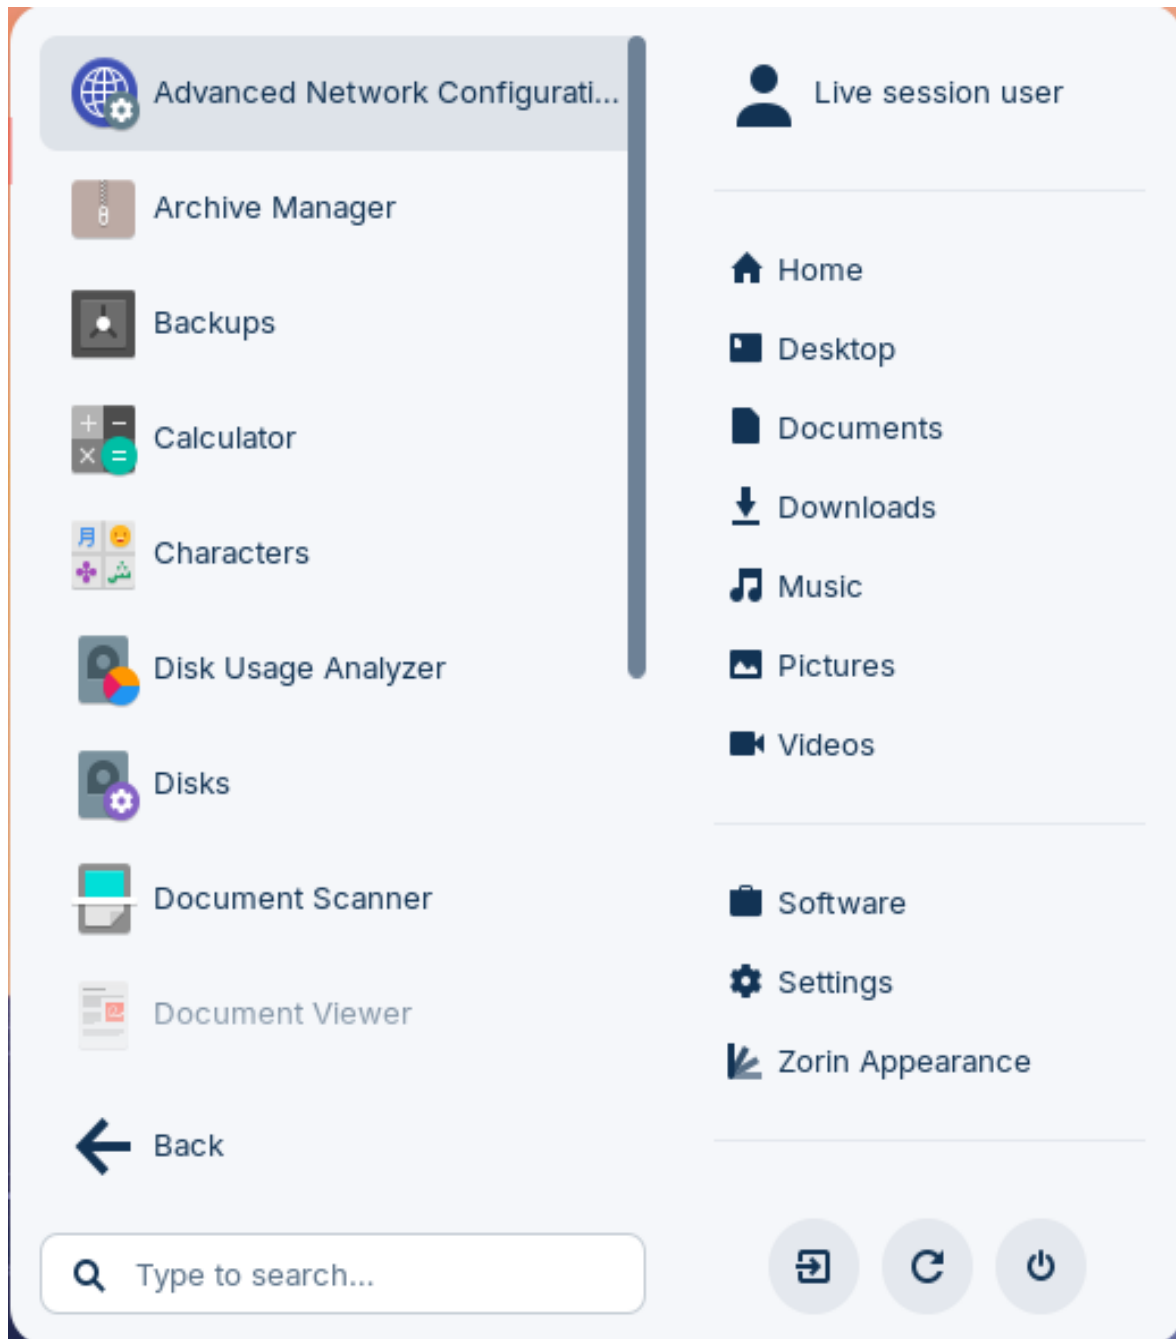 Advanced Network Configurati...
Archive Manager
Backups
Calculator
Characters
Disk Usage Analyzer
Disks
Document Scanner
Document Viewer
Back
Type to search...
Live session user
Home
Desktop
Documents
Downloads
Music
Pictures
Videos
Software
Settings
Zorin Appearance